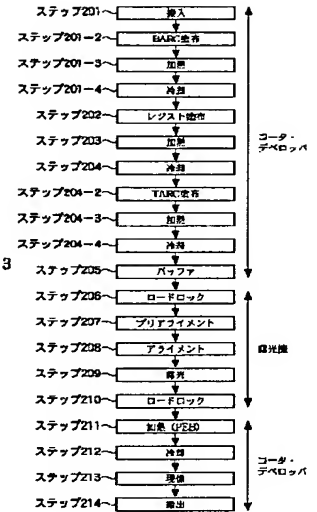 ステップ201 搬入
ステップ201-2 BARC塗布
ステップ201-3 加熱
ステップ201-4 冷却
ステップ202 レジスト塗布
ステップ203 加熱
ステップ204 冷却
ステップ204-2 TARC塗布
ステップ204-3 加熱
ステップ204-4 冷却
ステップ205 バッファ
コータ・
デベロッパ
3
ステップ206 ロードロック
ステップ207 プリアライメント
ステップ208 アライメント
ステップ209 露光
ステップ210 ロードロック
露光機
ステップ211 加熱(PEB)
ステップ212 冷却
ステップ213 現像
ステップ214 搬出
コータ・
デベロッパ